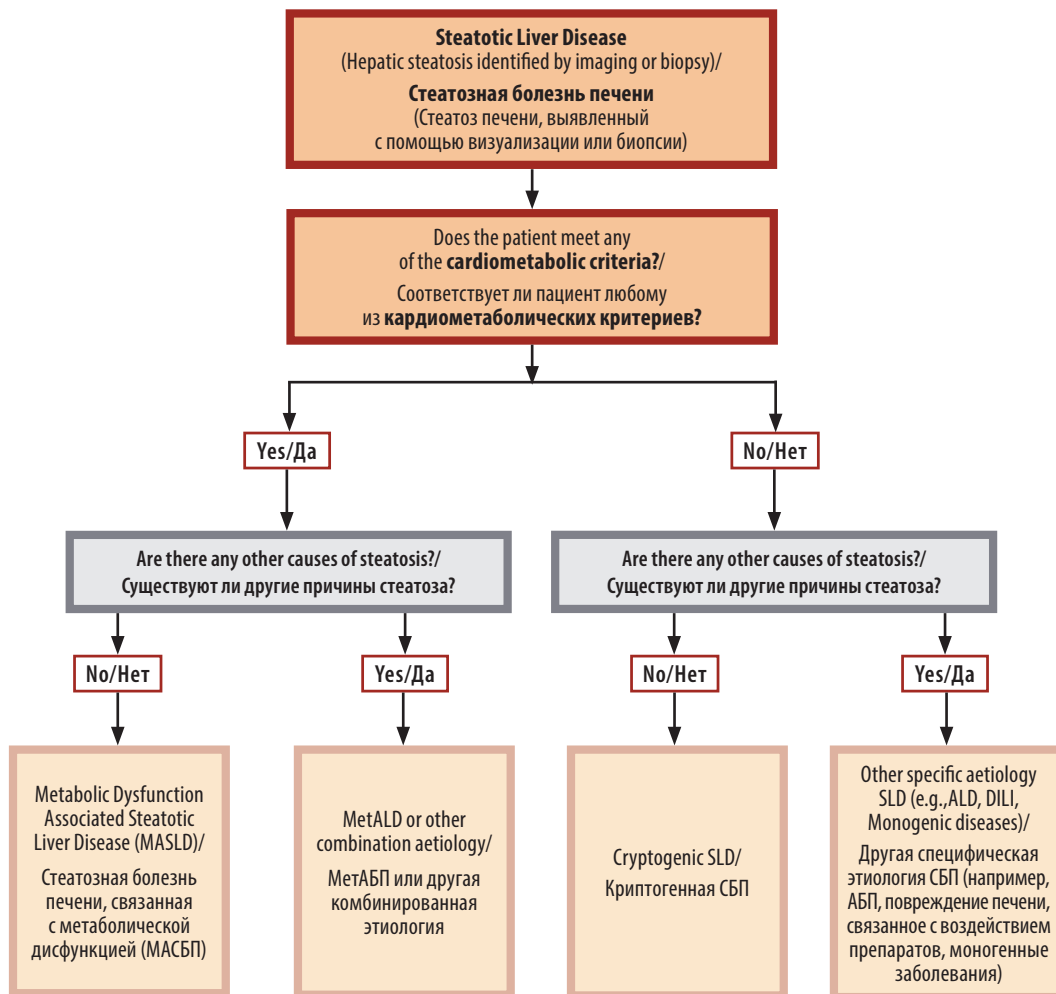 Steatotic Liver Disease
(Hepatic steatosis identified by imaging or biopsy)/
Стеатозная болезнь печени
(Стеатоз печени, выявленный
с помощью визуализации или биопсии)
Does the patient meet any
of the cardiometabolic criteria?/
Соответствует ли пациент любому
из кардиометаболических критериев?
Yes/Да
No/Нет
Are there any other causes of steatosis?/
Существуют ли другие причины стеатоза?
Are there any other causes of steatosis?/
Существуют ли другие причины стеатоза?
No/Нет
Yes/Да
No/Нет
Yes/Да
Metabolic Dysfunction
Associated Steatotic
Liver Disease (MASLD)/
Стеатозная болезнь
печени, связанная
с метаболической
дисфункцией (МАСБП)
MetALD or other
combination aetiology/
МетАБП или другая
комбинированная
этиология
Cryptogenic SLD/
Криптогенная СБП
Other specific aetiology
SLD (e.g.,ALD, DILI,
Monogenic diseases)/
Другая специфическая
этиология СБП (например,
АБП, повреждение печени,
связанное с воздействием
препаратов, моногенные
заболевания)